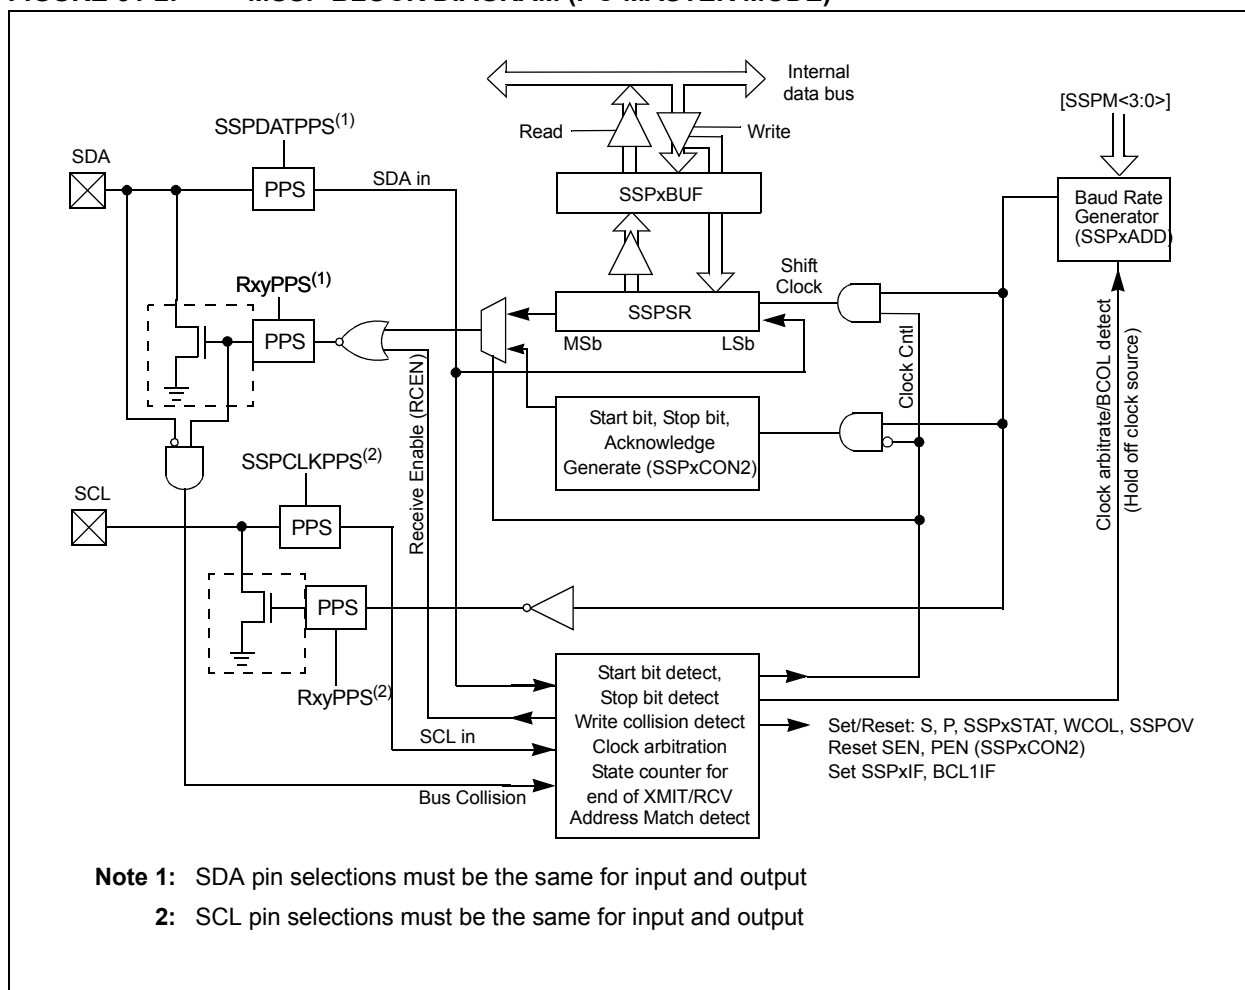 Internal
data bus
[SSPM<3:0>]
SSPDATPPS(1)
Read
Write
SDA
PPS
SDA in
SSPxBUF
Baud Rate
Generator
(SSPxADD)
RxyPPS(1)
Shift
Clock
PPS
SSPSR
MSb
LSb
Receive Enable (RCEN)
Clock Cntl
Clock arbitrate/BCOL detect
(Hold off clock source)
Start bit, Stop bit,
Acknowledge
Generate (SSPxCON2)
SSPCLKPPS(2)
SCL
PPS
PPS
RxyPPS(2)
SCL in
Bus Collision
Start bit detect,
Stop bit detect
Write collision detect
Clock arbitration
State counter for
end of XMIT/RCV
Address Match detect
Set/Reset: S, P, SSPxSTAT, WCOL, SSPOV
Reset SEN, PEN (SSPxCON2)
Set SSPxIF, BCL1IF
Note 1: SDA pin selections must be the same for input and output
2: SCL pin selections must be the same for input and output